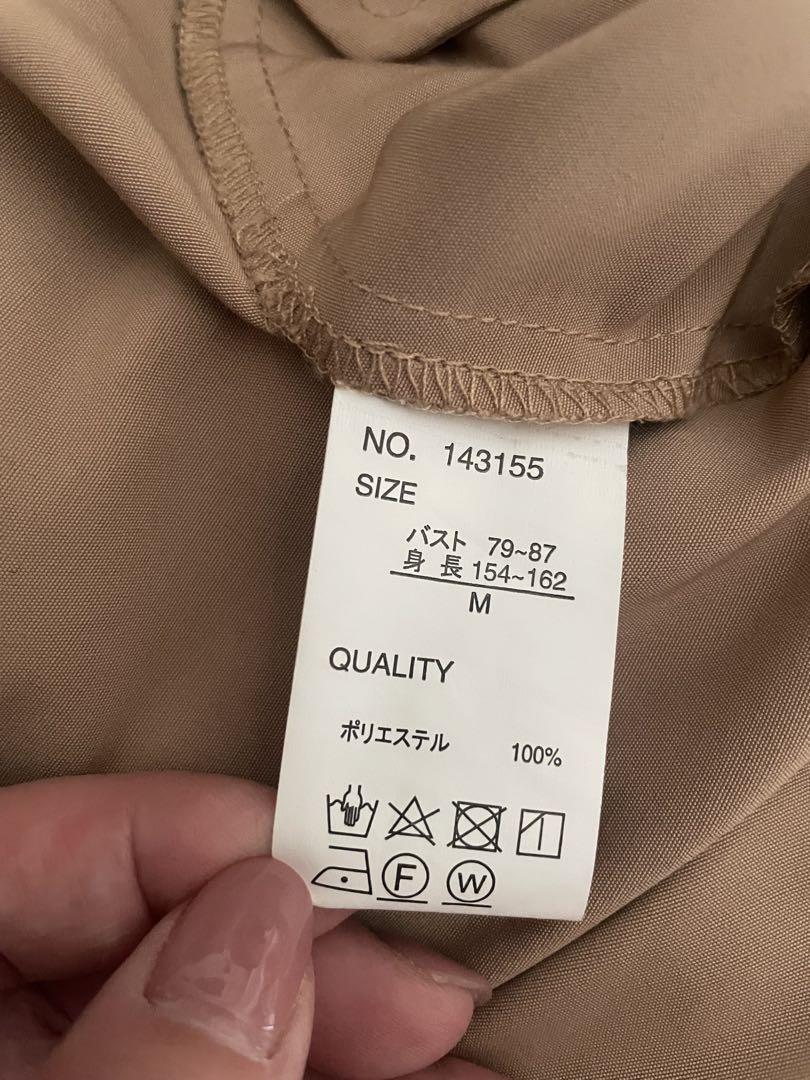 NO. 143155
SIZE
バスト 79~87
身 長 154~162
M
QUALITY
ポリエステル 100%
F W